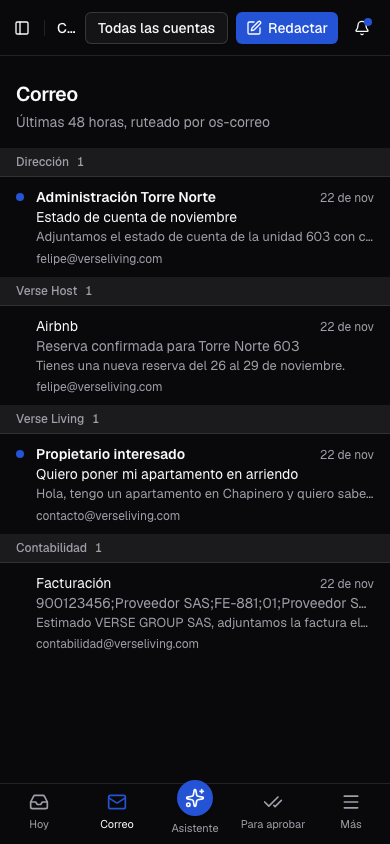 C...
Todas las cuentas
Redactar
Correo
Últimas 48 horas, ruteado por os-correo
Dirección 1
Administración Torre Norte 22 de nov
Estado de cuenta de noviembre
Adjuntamos el estado de cuenta de la unidad 603 con c...
felipe@verseliving.com
Verse Host 1
Airbnb 22 de nov
Reserva confirmada para Torre Norte 603
Tienes una nueva reserva del 26 al 29 de noviembre.
felipe@verseliving.com
Verse Living 1
Propietario interesado 22 de nov
Quiero poner mi apartamento en arriendo
Hola, tengo un apartamento en Chapinero y quiero sabe...
contacto@verseliving.com
Contabilidad 1
Facturación 22 de nov
900123456;Proveedor SAS;FE-881;01;Proveedor S...
Estimado VERSE GROUP SAS, adjuntamos la factura el...
contabilidad@verseliving.com
Hoy
Correo
Asistente
Para aprobar
Más